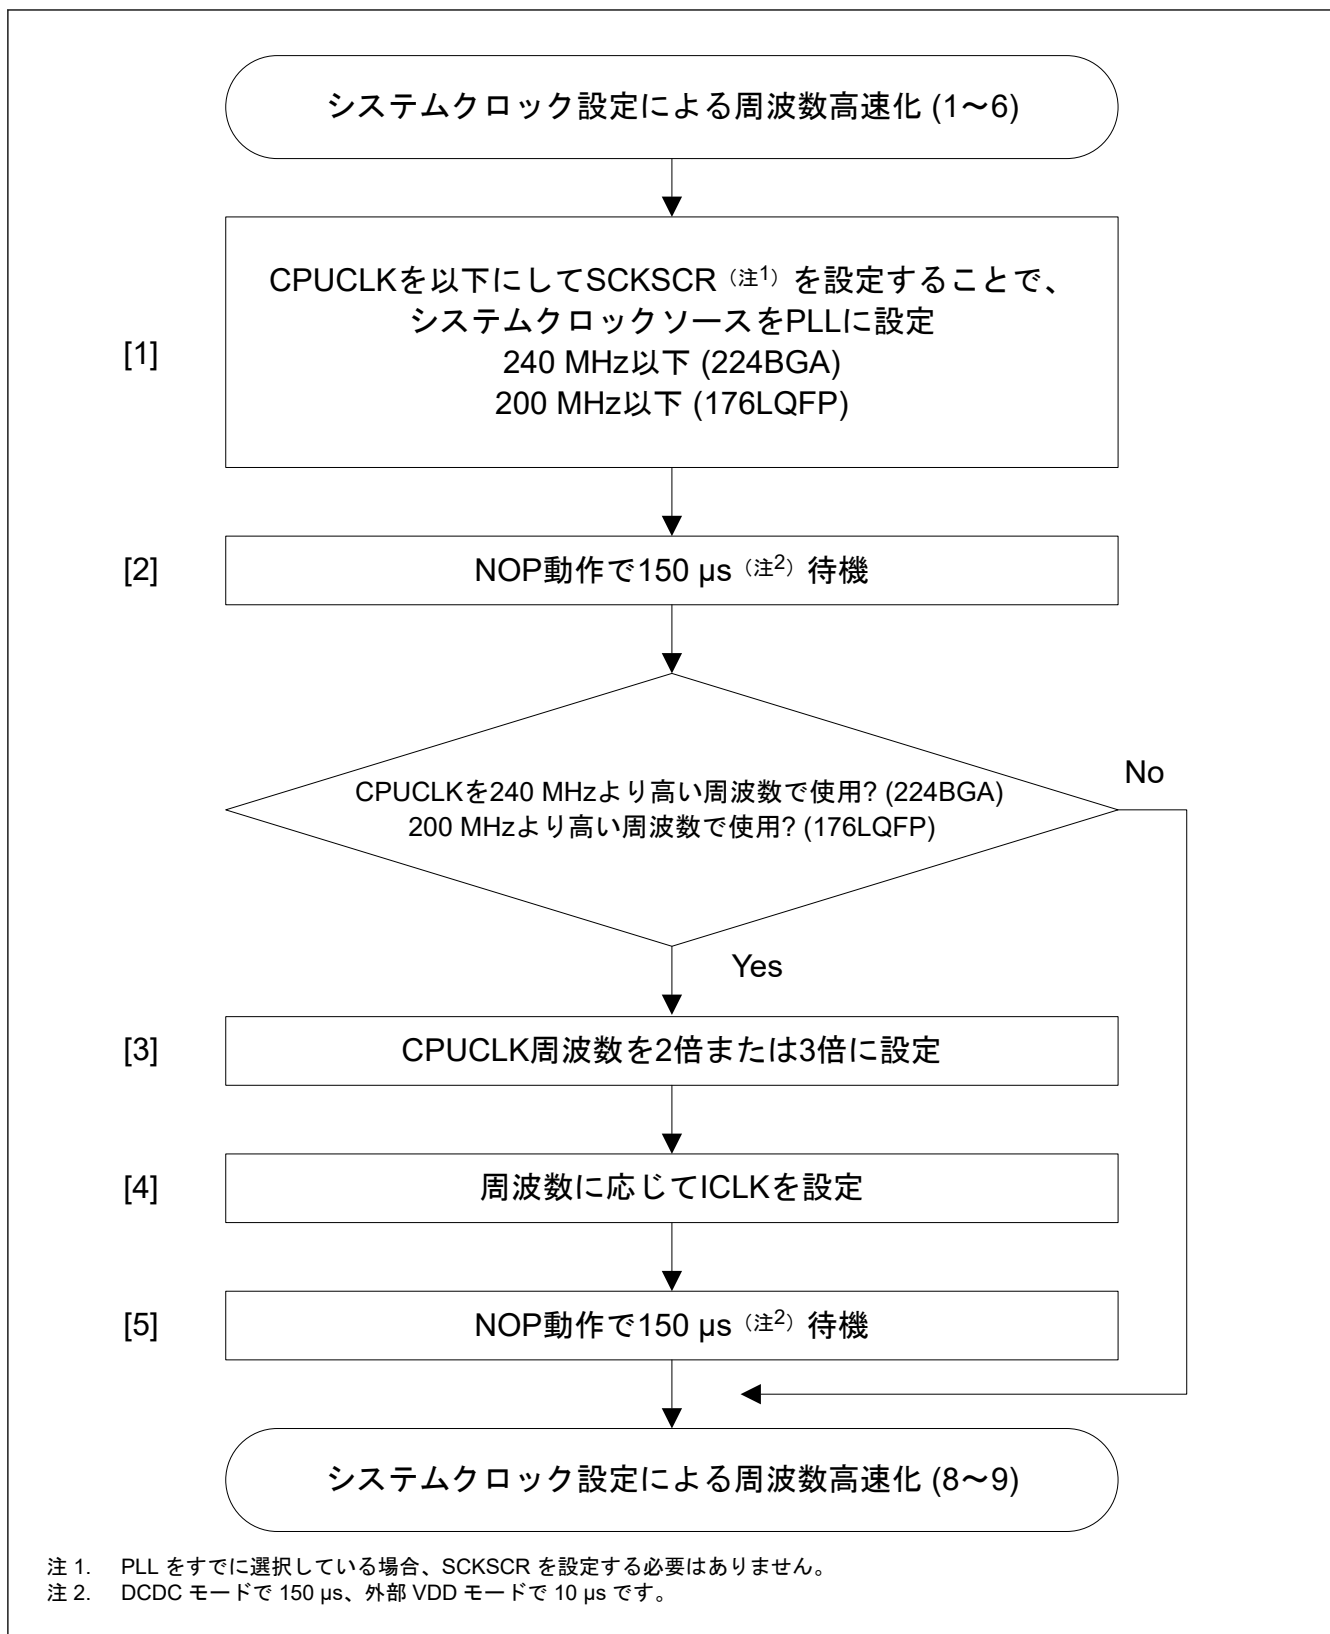 システムクロック設定による周波数高速化 (1～6)
[1]
CPUCLKを以下にしてSCKSCR（注1）を設定することで、
システムクロックソースをPLLに設定
240 MHz以下 (224BGA)
200 MHz以下 (176LQFP)
[2]
NOP動作で150 µs（注2）待機
CPUCLKを240 MHzより高い周波数で使用? (224BGA)
200 MHzより高い周波数で使用? (176LQFP)
No
Yes
[3]
CPUCLK周波数を2倍または3倍に設定
[4]
周波数に応じてICLKを設定
[5]
NOP動作で150 µs（注2）待機
システムクロック設定による周波数高速化 (8～9)
注 1. PLL をすでに選択している場合、SCKSCR を設定する必要はありません。
注 2. DCDC モードで 150 µs、外部 VDD モードで 10 µs です。